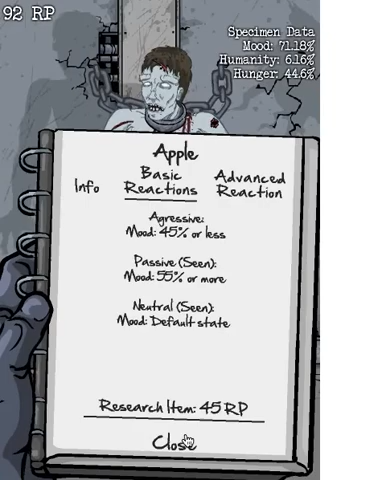 92 RP
Specimen Data
Mood: 71.18%
Humanity: 6.16%
Hunger: 44.6%
Apple
Info
Basic
Reactions
Advanced
Reaction
Agressive:
Mood: 45% or less
Passive (Seen):
Mood: 55% or more
Neutral (Seen):
Mood: Default state
Research Item: 45 RP
Close